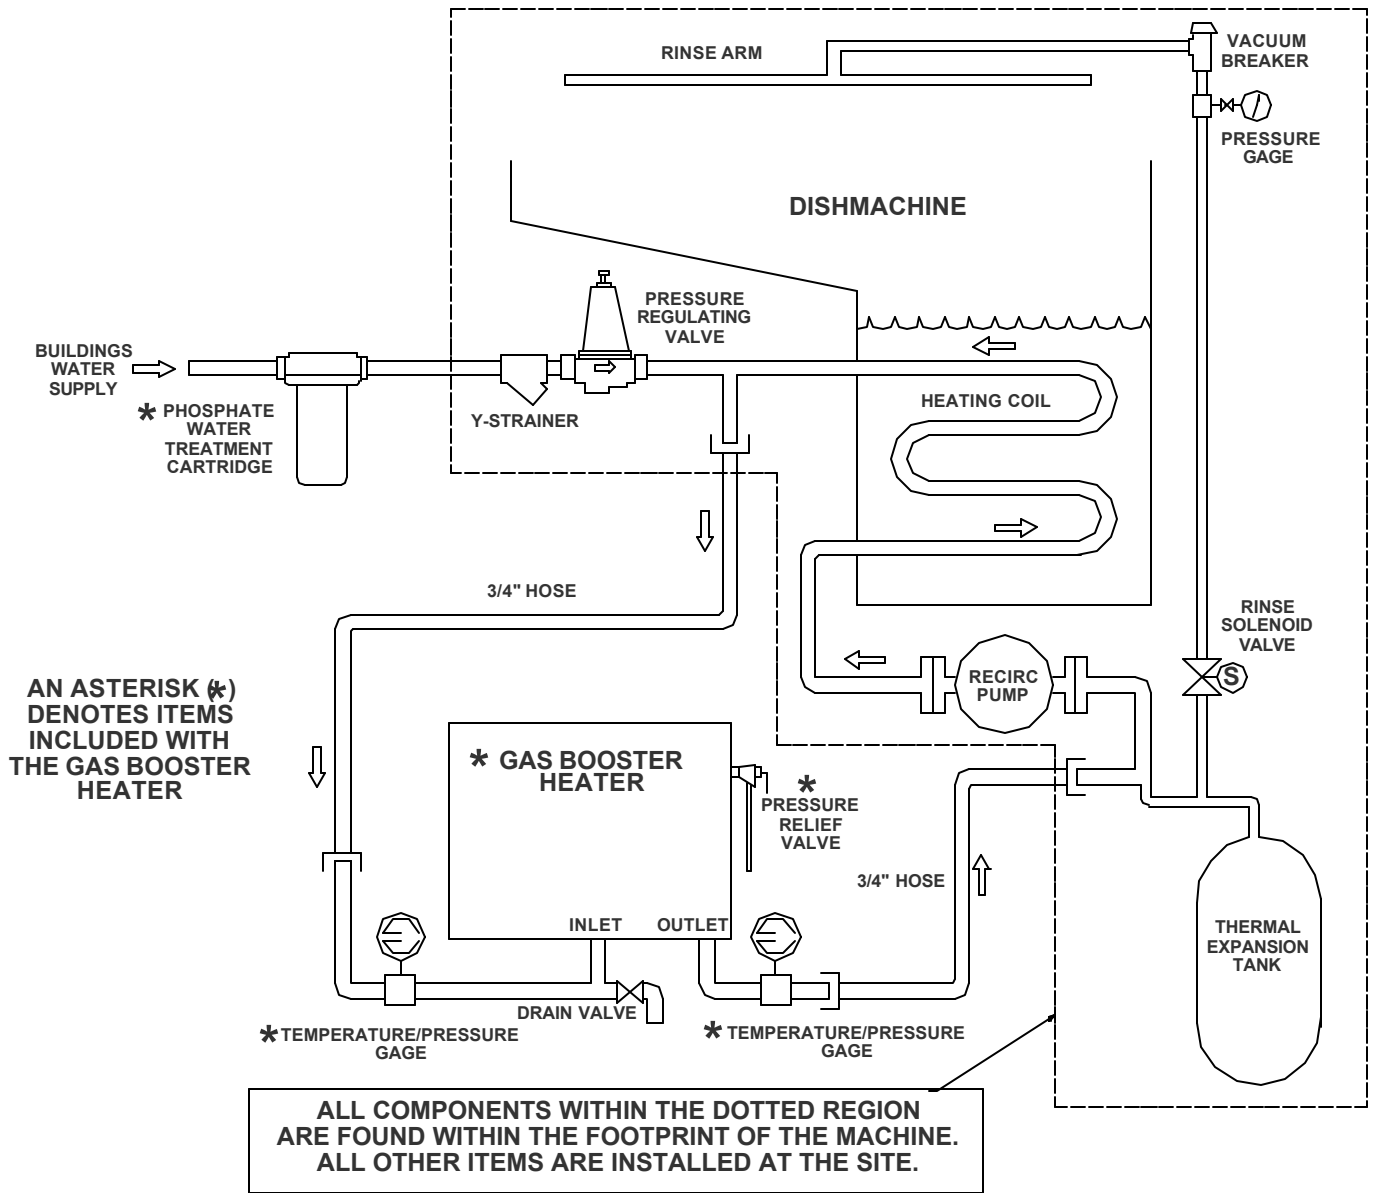 RINSE ARM
VACUUM
BREAKER
PRESSURE
GAGE
DISHMACHINE
PRESSURE
REGULATING
VALVE
BUILDINGS
WATER
SUPPLY
* PHOSPHATE
WATER
TREATMENT
CARTRIDGE
Y-STRAINER
HEATING COIL
3/4" HOSE
RINSE
SOLENOID
VALVE
S
RECIRC
PUMP
AN ASTERISK (*)
DENOTES ITEMS
INCLUDED WITH
THE GAS BOOSTER
HEATER
* GAS BOOSTER
HEATER
*
PRESSURE
RELIEF
VALVE
3/4" HOSE
INLET
OUTLET
THERMAL
EXPANSION
TANK
DRAIN VALVE
* TEMPERATURE/PRESSURE
GAGE
* TEMPERATURE/PRESSURE
GAGE
ALL COMPONENTS WITHIN THE DOTTED REGION
ARE FOUND WITHIN THE FOOTPRINT OF THE MACHINE.
ALL OTHER ITEMS ARE INSTALLED AT THE SITE.